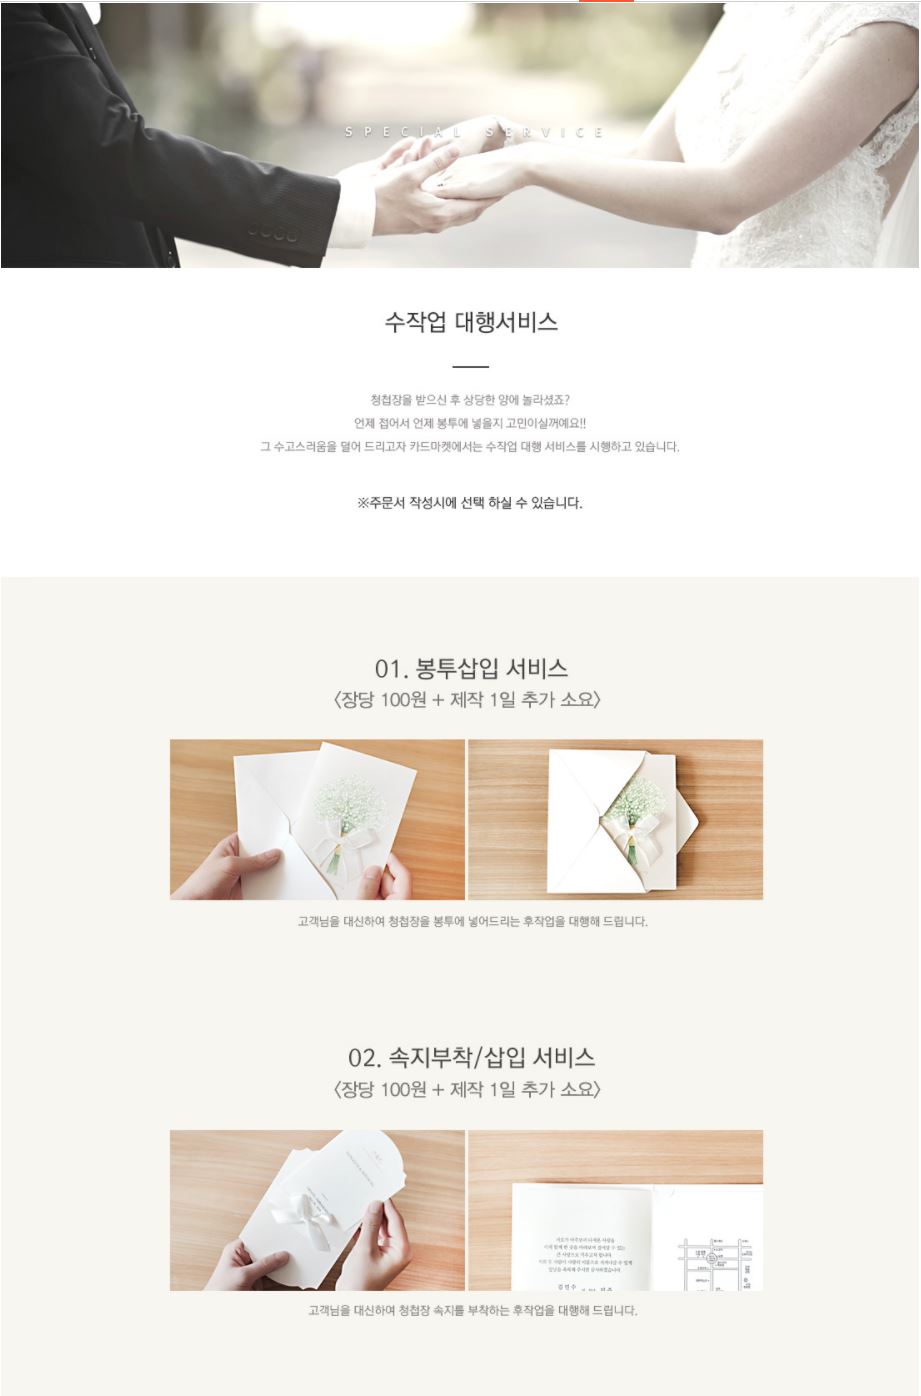 SPECIAL SERVICE
수작업 대행서비스
청첩장을 받으신 후 상당한 양에 놀라셨죠?
언제 접어서 언제 봉투에 넣을지 고민이실꺼예요!!
그 수고스러움을 덜어 드리고자 카드마켓에서는 수작업 대행 서비스를 시행하고 있습니다.
※주문서 작성시에 선택 하실 수 있습니다.
01. 봉투삽입 서비스
<장당 100원 + 제작 1일 추가 소요>
고객님을 대신하여 청첩장을 봉투에 넣어드리는 후작업을 대행해 드립니다.
02. 속지부착/삽입 서비스
<장당 100원 + 제작 1일 추가 소요>
고객님을 대신하여 청첩장 속지를 부착하는 후작업을 대행해 드립니다.